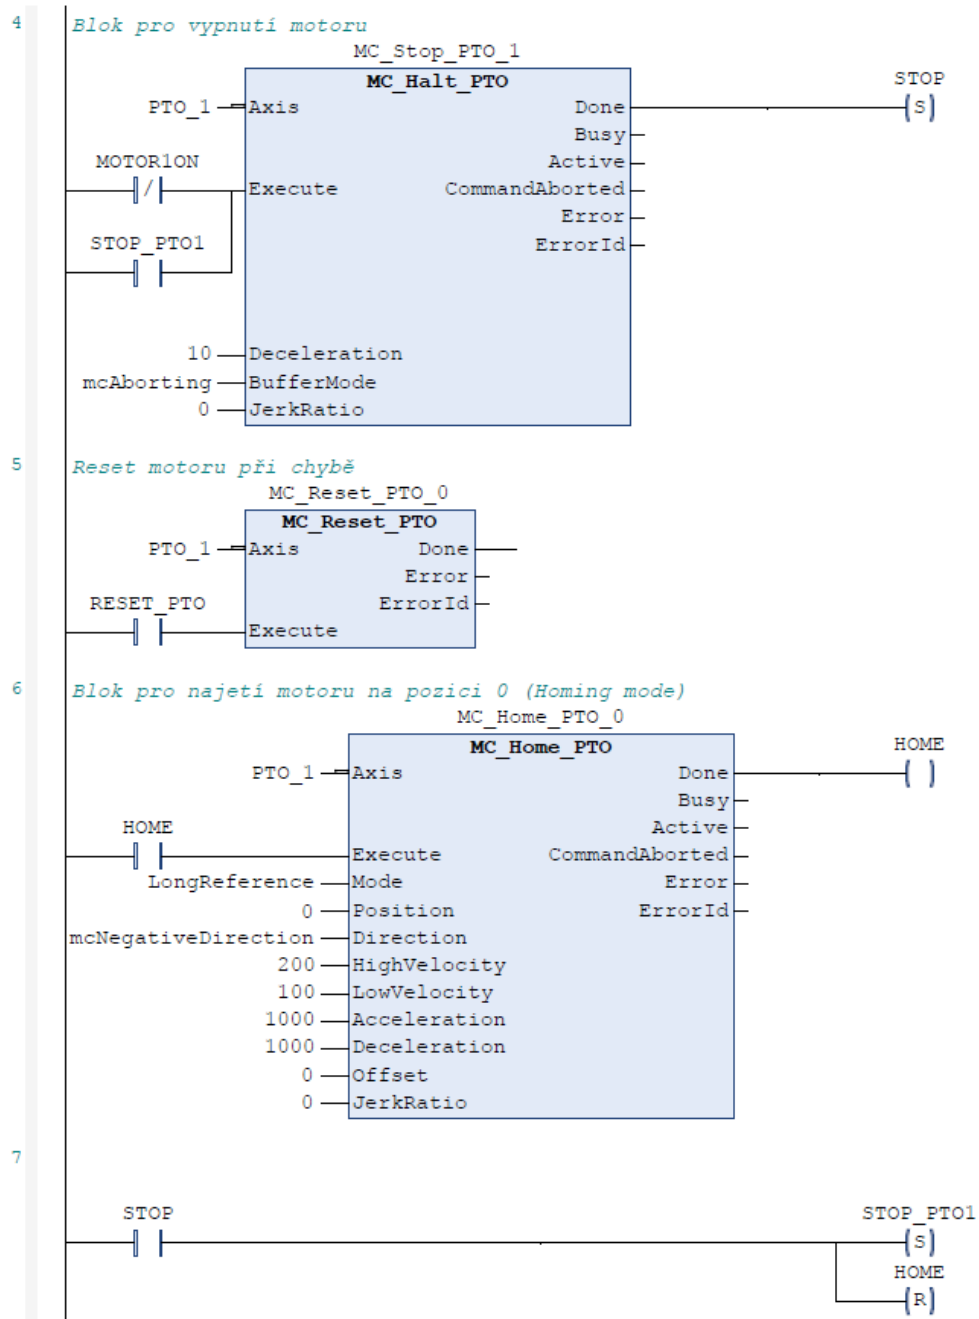 4
Blok pro vypnutí motoru
MC_Stop_PTO_1
MC_Halt_PTO
STOP
PTO_1 Axis Done S
Busy
MOTOR1ON Active
/ Execute CommandAborted
Error
STOP_PTO1 ErrorId
10 Deceleration
mcAborting BufferMode
0 JerkRatio
5
Reset motoru při chybě
MC_Reset_PTO_0
MC_Reset_PTO
PTO_1 Axis Done
Error
RESET_PTO ErrorId
Execute
6
Blok pro najetí motoru na pozici 0 (Homing mode)
MC_Home_PTO_0
MC_Home_PTO HOME
PTO_1 Axis Done
Busy
HOME Active
Execute CommandAborted
LongReference Mode Error
0 Position ErrorId
mcNegativeDirection Direction
200 HighVelocity
100 LowVelocity
1000 Acceleration
1000 Deceleration
0 Offset
0 JerkRatio
7
STOP STOP_PTO1
S
HOME
R